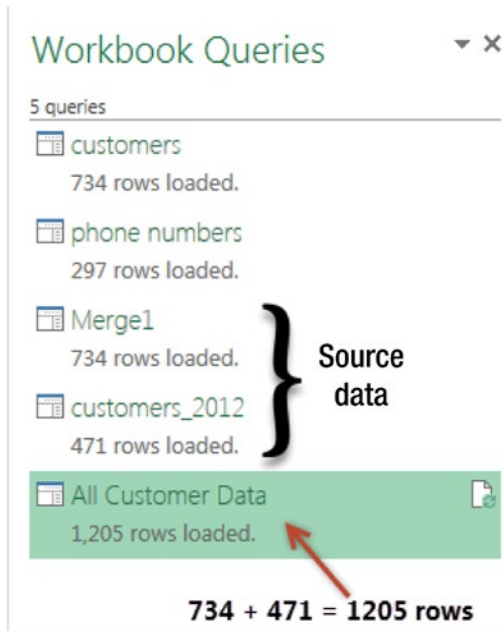 Workbook Queries
5 queries
customers
734 rows loaded.
phone numbers
297 rows loaded.
Merge1
734 rows loaded.
Source
data
customers_2012
471 rows loaded.
All Customer Data
1,205 rows loaded.
734 + 471 = 1205 rows